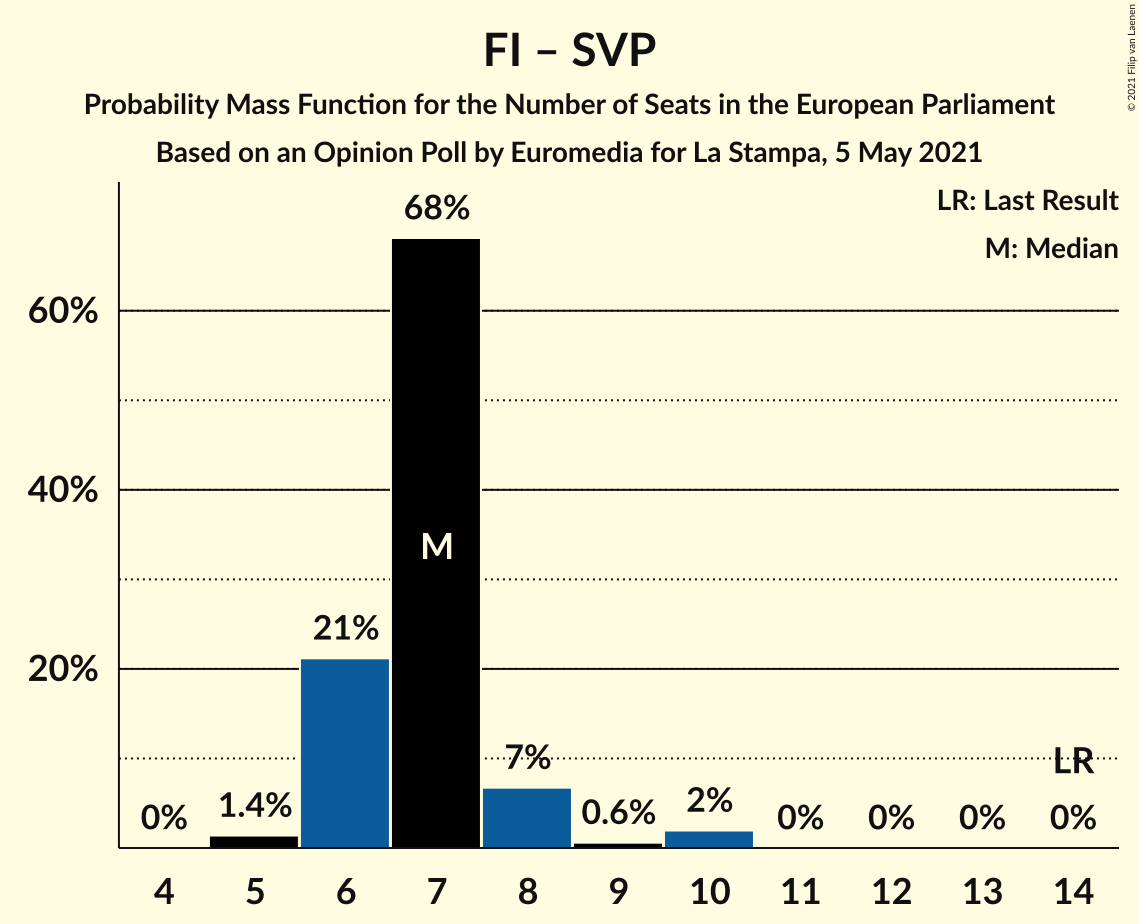 FI – SVP
Probability Mass Function for the Number of Seats in the European Parliament
Based on an Opinion Poll by Euromedia for La Stampa, 5 May 2021
© 2021 Filip van Laenen
LR: Last Result
M: Median
68%
60%
40%
M
21%
20%
7%
LR
0%
1.4%
0.6%
2%
0%
0%
0%
0%
4 5 6 7 8 9 10 11 12 13 14